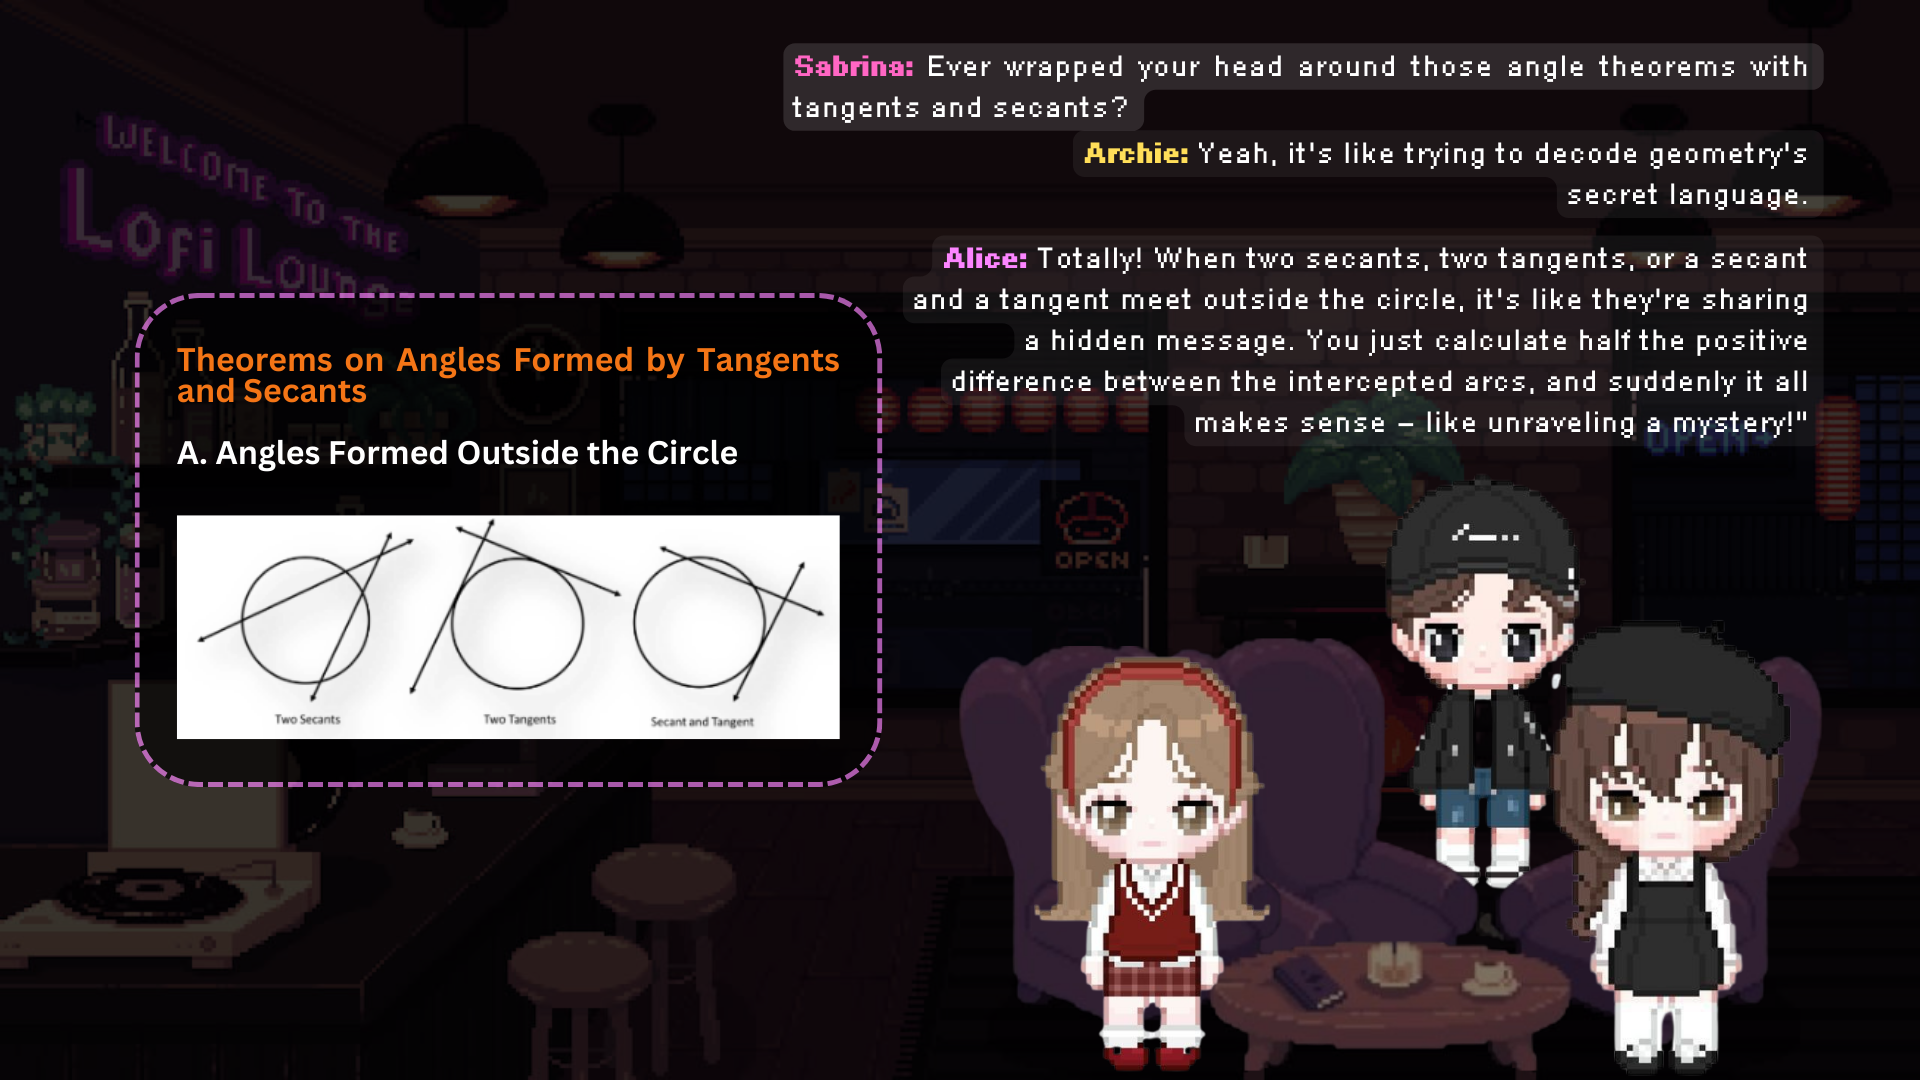 Sabrina: Ever wrapped your head around those angle theorems with
tangents and secants?
Archie: Yeah, it's like trying to decode geometry's
secret language.
Alice: Totally! When two secants, two tangents, or a secant
and a tangent meet outside the circle, it's like they're sharing
a hidden message. You just calculate half the positive
difference between the intercepted arcs, and suddenly it all
makes sense – like unraveling a mystery!"
WELCOME TO THE
Lofi Lounge
Theorems on Angles Formed by Tangents
and Secants
A. Angles Formed Outside the Circle
Two Secants
Two Tangents
Secant and Tangent
OPEN
OPEN